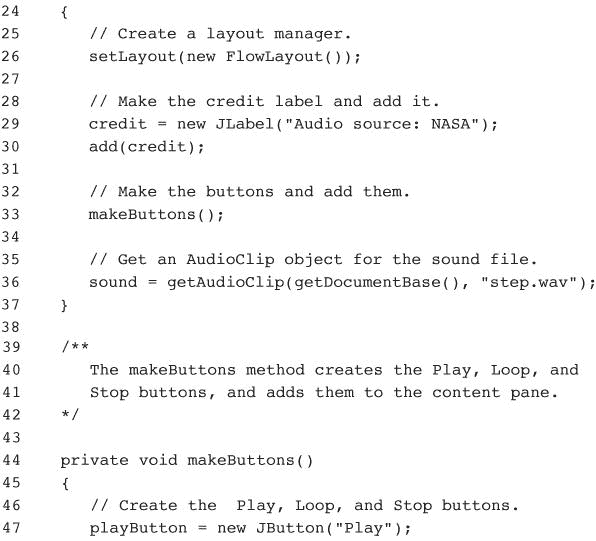 24    {
25       // Create a layout manager.
26       setLayout(new FlowLayout());
27
28       // Make the credit label and add it.
29       credit = new JLabel("Audio source: NASA");
30       add(credit);
31
32       // Make the buttons and add them.
33       makeButtons();
34
35       // Get an AudioClip object for the sound file.
36       sound = getAudioClip(getDocumentBase(), "step.wav");
37    }
38
39    /**
40       The makeButtons method creates the Play, Loop, and
41       Stop buttons, and adds them to the content pane.
42    */
43
44    private void makeButtons()
45    {
46       // Create the  Play, Loop, and Stop buttons.
47       playButton = new JButton("Play");